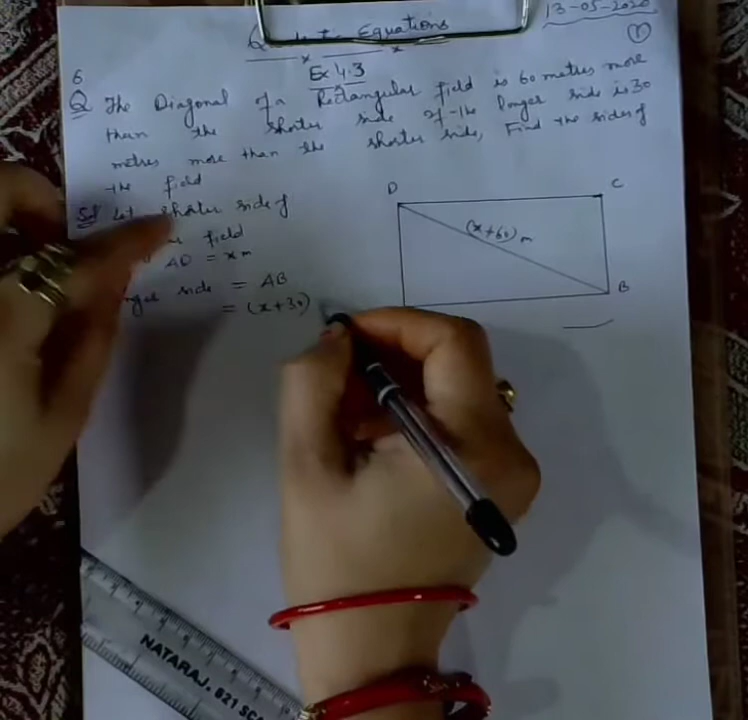 13-05-2020
Equations
①
Ex 4.3
6
Q The Diagonal of a Rectangular field is 60 metres more
than the shorter side. If the longer side is 30
metres more than the shorter side, Find the sides of
the field
Sol Let shorter side of
field
AD = x m
side = AB
= (x+30)
D
C
(x+60) m
B
NATARAJ. 621